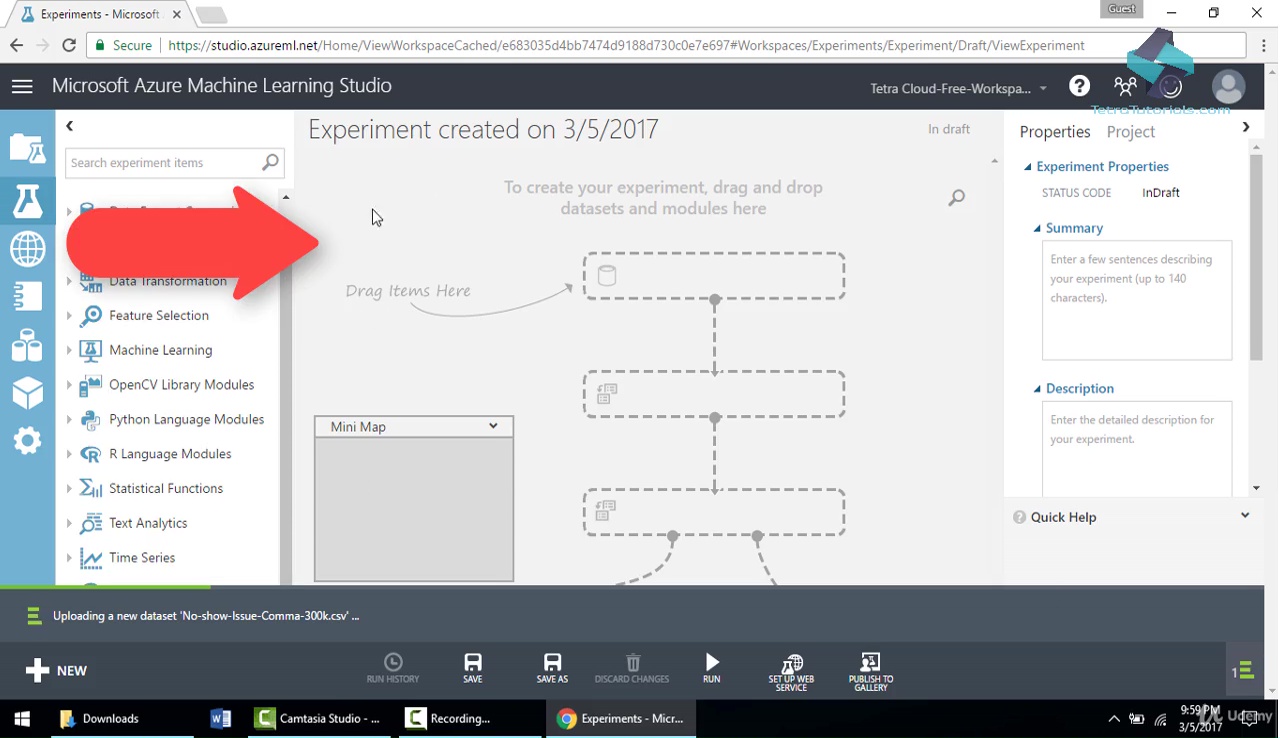 Experiments - Microsoft
Guest
Secure
https://studio.azureml.net/Home/ViewWorkspaceCached/e683035d4bb7474d9188d730c0e7e697#Workspaces/Experiments/Experiment/Draft/ViewExperiment
Microsoft Azure Machine Learning Studio
Tetra Cloud-Free-Workspa...
TetraTutorials.com
Experiment created on 3/5/2017
In draft
Properties
Project
Search experiment items
To create your experiment, drag and drop
datasets and modules here
Experiment Properties
STATUS CODE
InDraft
Summary
Enter a few sentences describing
your experiment (up to 140
characters).
Drag Items Here
Data Transformation
Feature Selection
Machine Learning
OpenCV Library Modules
Python Language Modules
R Language Modules
Statistical Functions
Text Analytics
Time Series
Mini Map
Description
Enter the detailed description for
your experiment.
Quick Help
Uploading a new dataset 'No-show-Issue-Comma-300k.csv' ...
NEW
RUN HISTORY
SAVE
SAVE AS
DISCARD CHANGES
RUN
SET UP WEB
SERVICE
PUBLISH TO
GALLERY
1
Downloads
Camtasia Studio - ...
Recording...
Experiments - Micr...
9:59 PM
3/5/2017
Udemy